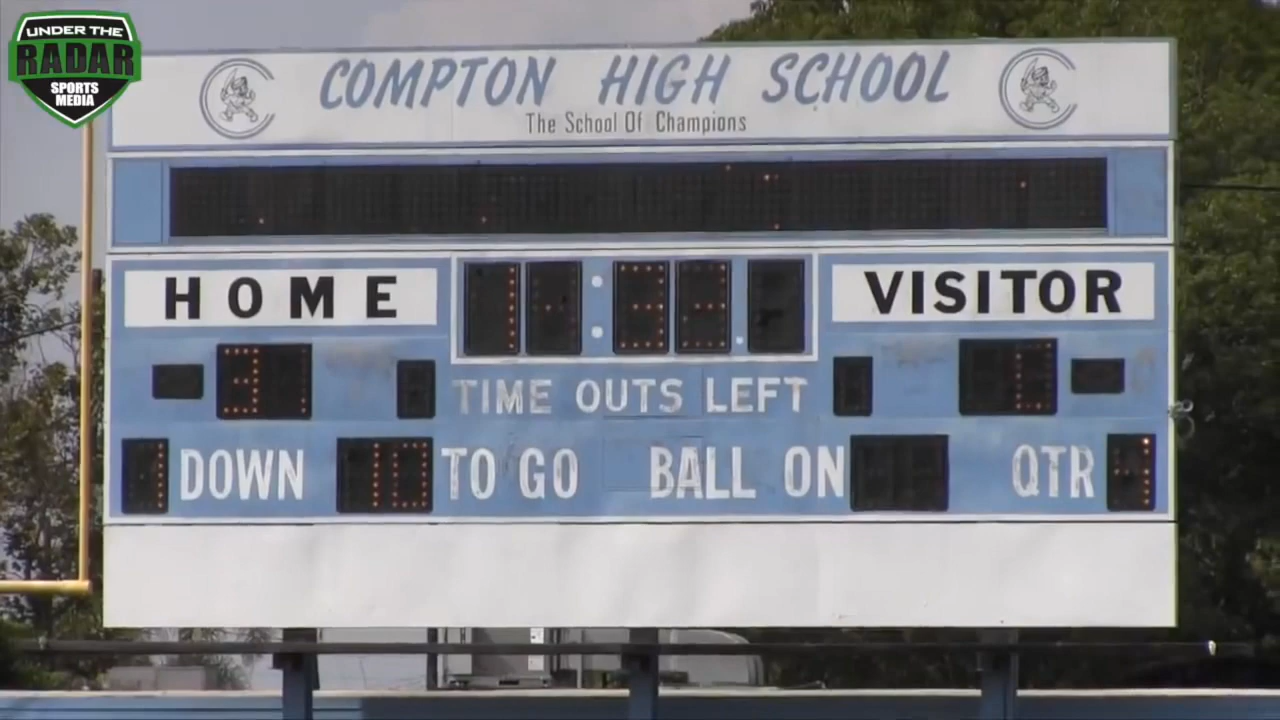 UNDER THE
RADAR
SPORTS
MEDIA
COMPTON HIGH SCHOOL
The School Of Champions
HOME
VISITOR
TIME OUTS LEFT
DOWN
10
TO GO
BALL ON
QTR